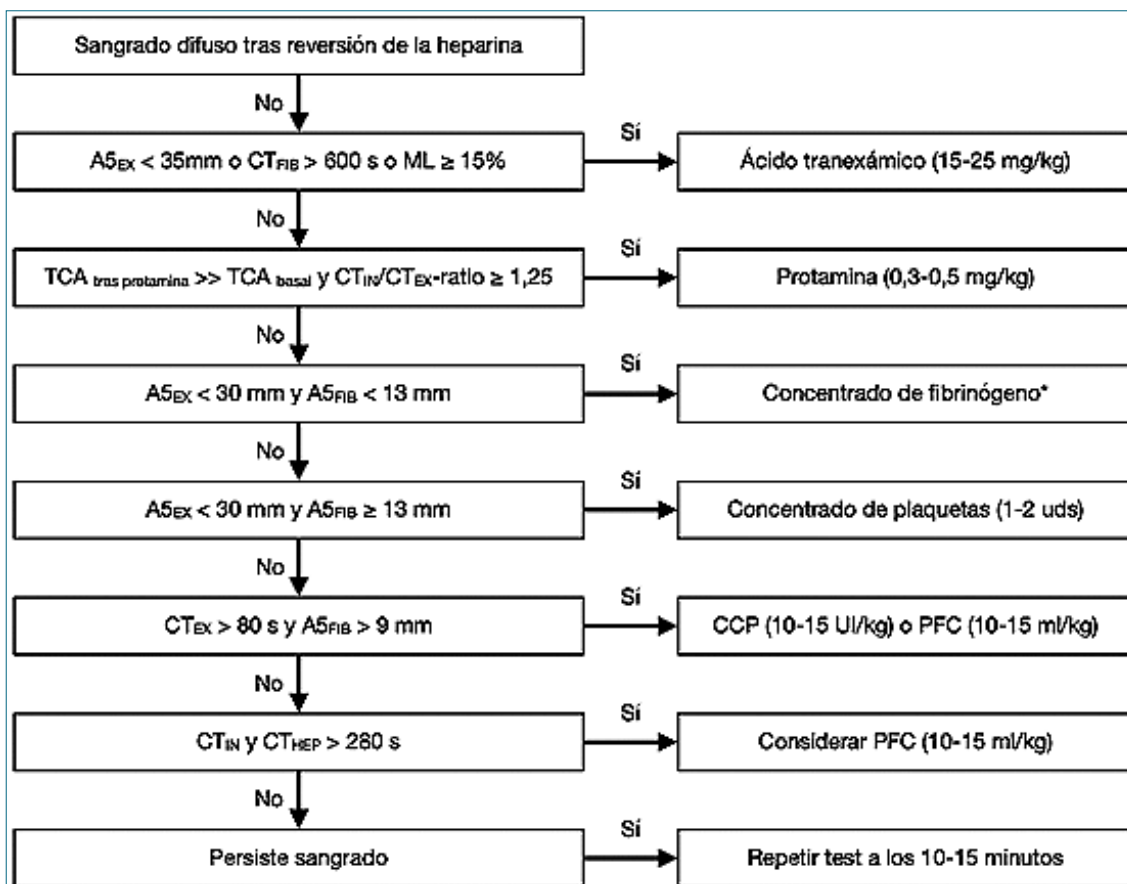 Sangrado difuso tras reversión de la heparina
No
A5EX < 35mm o CTFIB > 600 s o ML ≥ 15%
Sí
Ácido tranexámico (15-25 mg/kg)
No
TCA tras protamina >> TCA basal y CTIN/CTEX-ratio ≥ 1,25
Sí
Protamina (0,3-0,5 mg/kg)
No
A5EX < 30 mm y A5FIB < 13 mm
Sí
Concentrado de fibrinógeno*
No
A5EX < 30 mm y A5FIB ≥ 13 mm
Sí
Concentrado de plaquetas (1-2 uds)
No
CTEX > 80 s y A5FIB > 9 mm
Sí
CCP (10-15 UI/kg) o PFC (10-15 ml/kg)
No
CTIN y CTHEP > 280 s
Sí
Considerar PFC (10-15 ml/kg)
No
Persiste sangrado
Sí
Repetir test a los 10-15 minutos